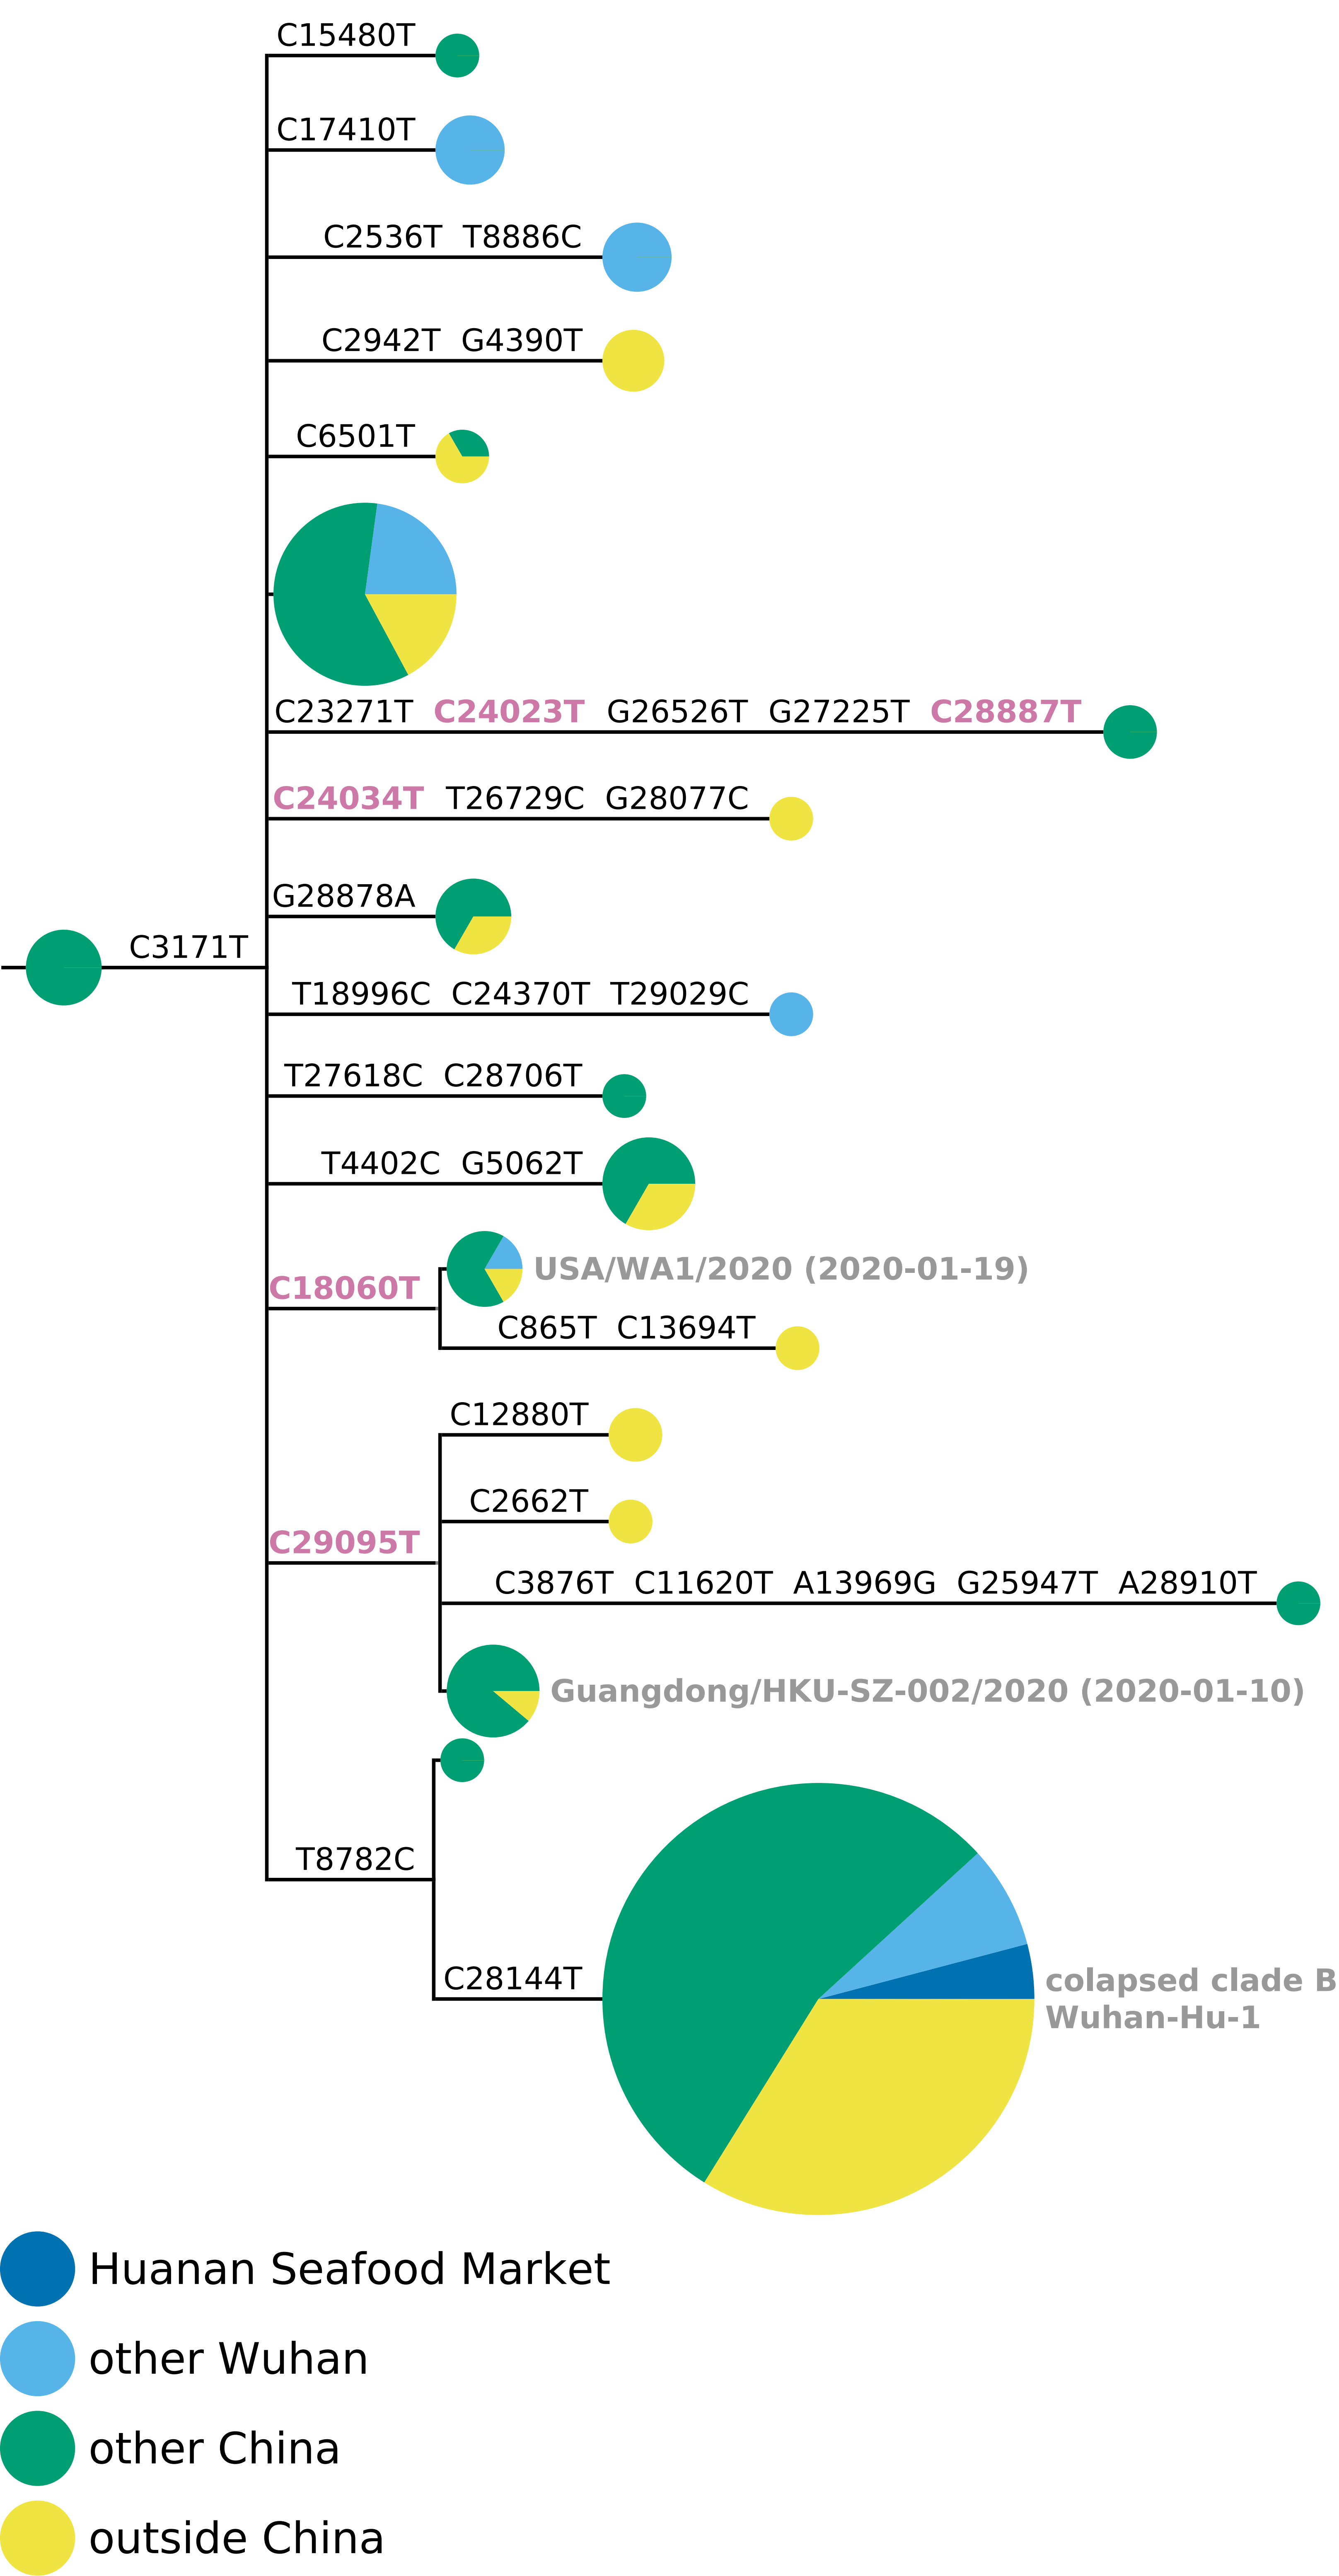 C15480T
C17410T
C2536T T8886C
C2942T G4390T
C6501T
C23271T C24023T G26526T G27225T C28887T
C24034T T26729C G28077C
G28878A
C3171T
T18996C C24370T T29029C
T27618C C28706T
T4402C G5062T
USA/WA1/2020 (2020-01-19)
C18060T
C865T C13694T
C12880T
C2662T
C29095T
C3876T C11620T A13969G G25947T A28910T
Guangdong/HKU-SZ-002/2020 (2020-01-10)
T8782C
C28144T
colapsed clade B
Wuhan-Hu-1
Huanan Seafood Market
other Wuhan
other China
outside China